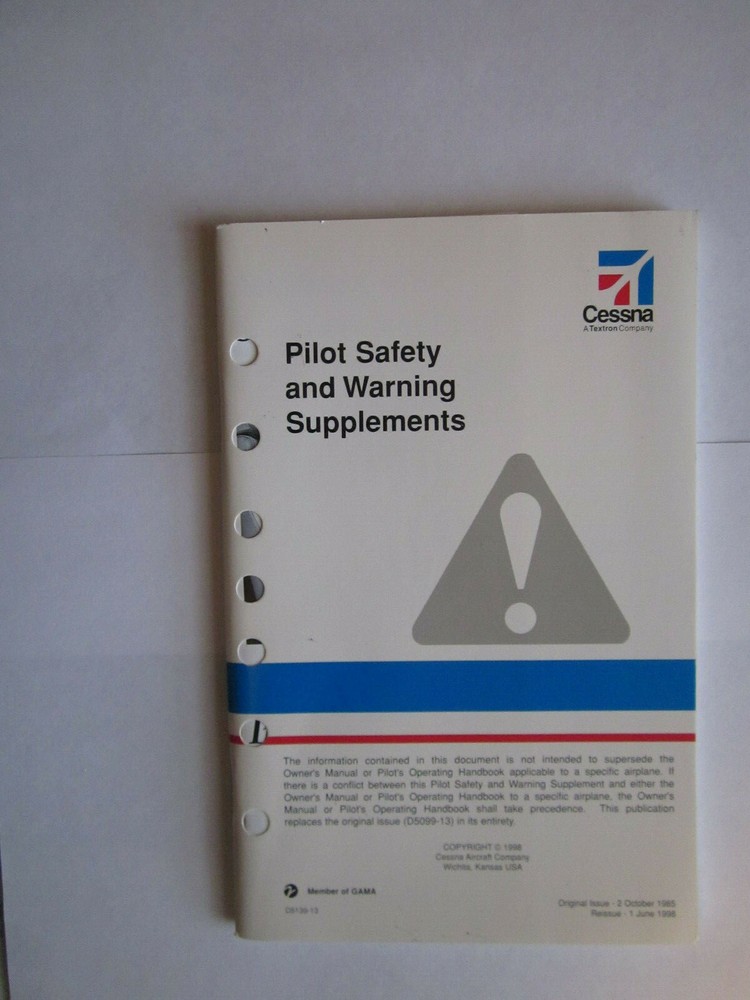 Cessna
A Textron Company
Pilot Safety
and Warning
Supplements
The information contained in this document is not intended to supersede the
Owner's Manual or Pilot's Operating Handbook applicable to a specific airplane. If
there is a conflict between this Pilot Safety and Warning Supplement and either the
Owner's Manual or Pilot's Operating Handbook to a specific airplane, the Owner's
Manual or Pilot's Operating Handbook shall take precedence. This publication
replaces the original issue (D5099-13) in its entirety.
COPYRIGHT © 1998
Cessna Aircraft Company
Wichita, Kansas USA
Member of GAMA
D5139-13
Original Issue - 2 October 1985
Reissue - 1 June 1998